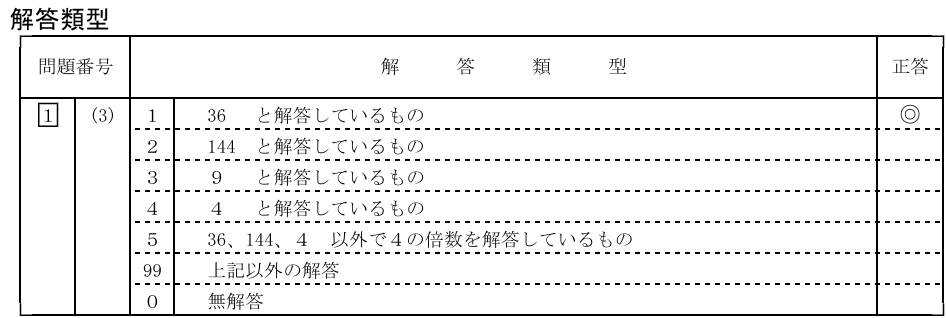 解答類型
問題番号 解答類型 正答
1 (3) 1 36 と解答しているもの ◎
2 144 と解答しているもの
3 9 と解答しているもの
4 4 と解答しているもの
5 36、144、4 以外で4の倍数を解答しているもの
99 上記以外の解答
0 無解答